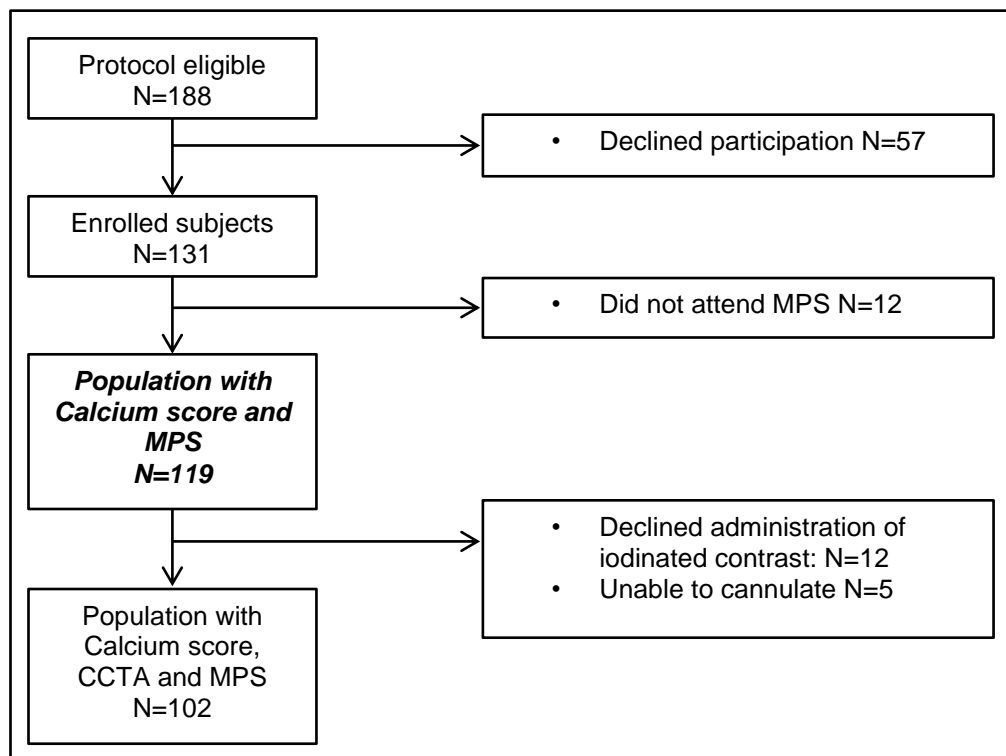 Protocol eligible
N=188
• Declined participation N=57
Enrolled subjects
N=131
• Did not attend MPS N=12
Population with
Calcium score and
MPS
N=119
• Declined administration of
iodinated contrast: N=12
• Unable to cannulate N=5
Population with
Calcium score,
CCTA and MPS
N=102